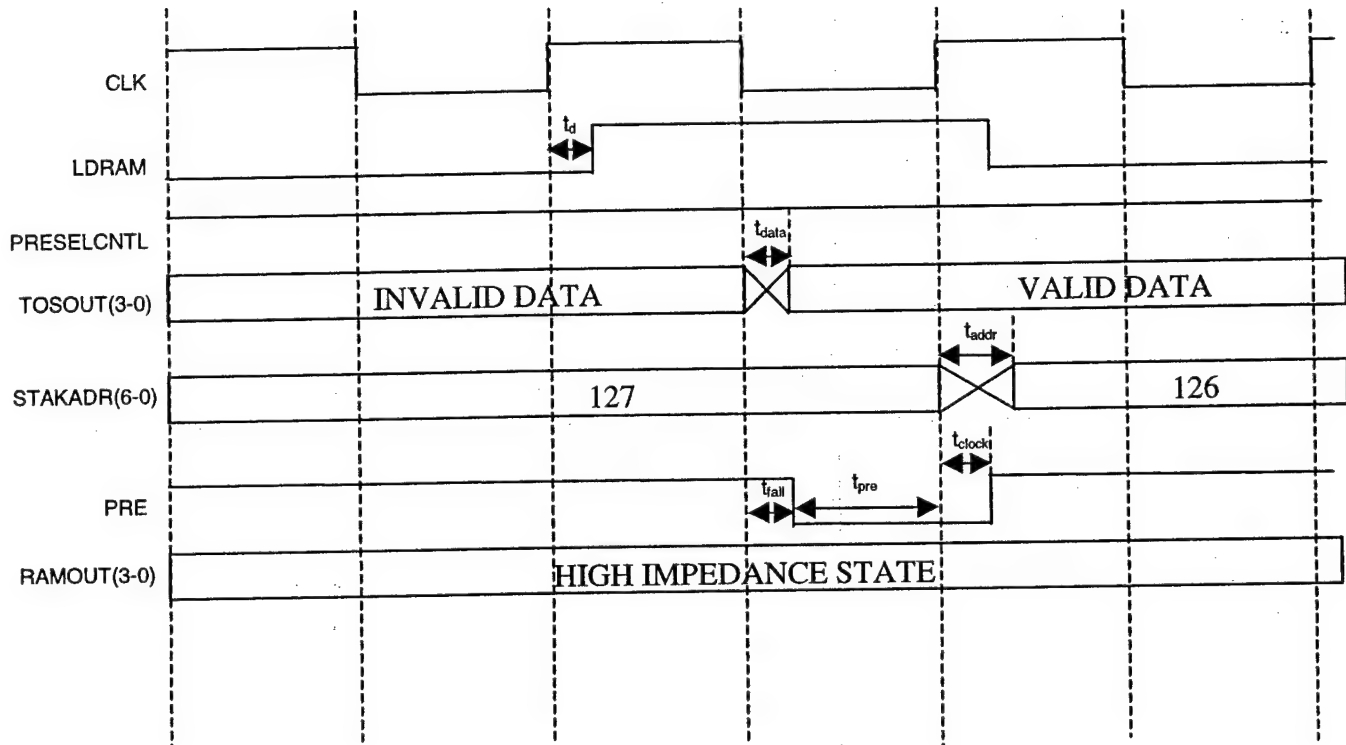 CLK
t_d
LDRAM
PRESELCNTL
t_data
TOSOUT(3-0)
INVALID DATA
VALID DATA
t_addr
STAKADR(6-0)
127
126
t_clock
PRE
t_fall
t_pre
RAMOUT(3-0)
HIGH IMPEDANCE STATE